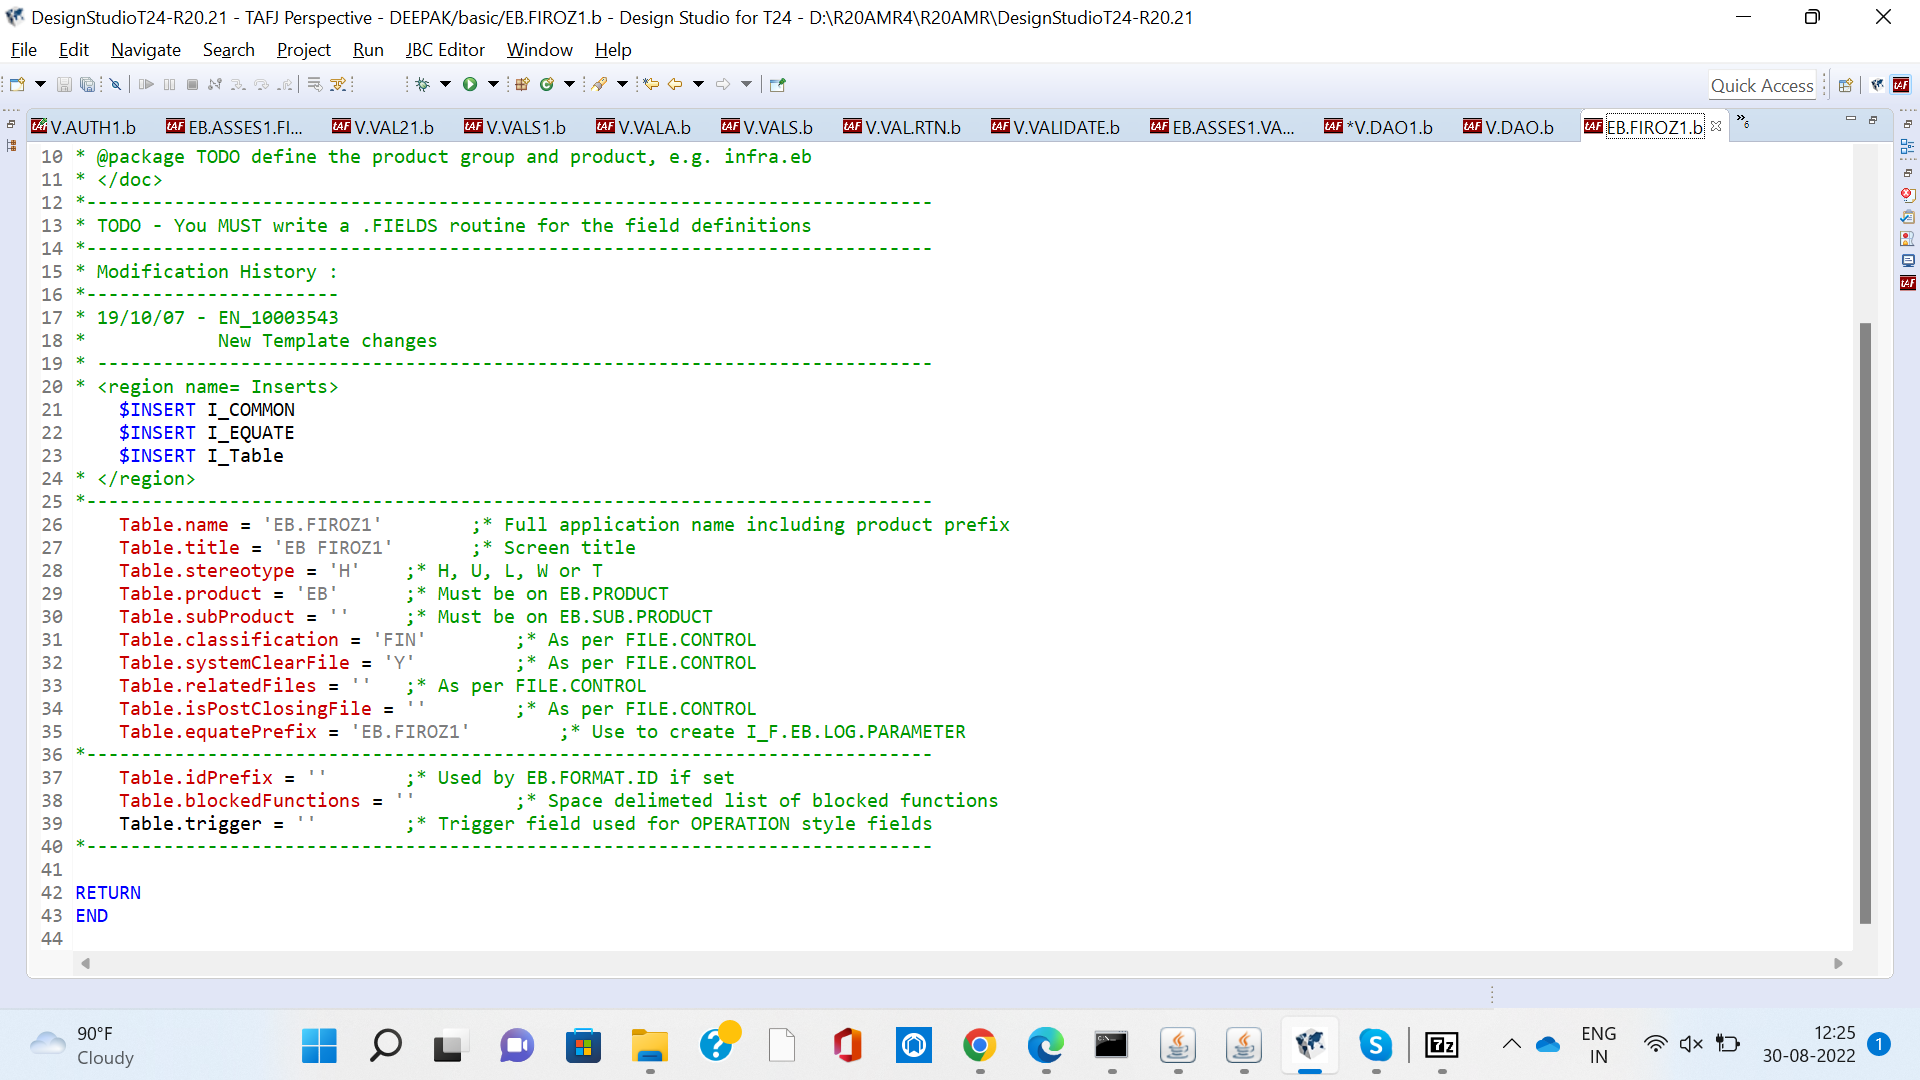 DesignStudioT24-R20.21 - TAFJ Perspective - DEEPAK/basic/EB.FIROZ1.b - Design Studio for T24 - D:\R20AMR4\R20AMR\DesignStudioT24-R20.21
File Edit Navigate Search Project Run JBC Editor Window Help
Quick Access
V.AUTH1.b EB.ASSES1.FI... V.VAL21.b V.VALS1.b V.VALA.b V.VALS.b V.VAL.RTN.b V.VALIDATE.b EB.ASSES1.VA... *V.DAO1.b V.DAO.b EB.FIROZ1.b »6
10 * @package TODO define the product group and product, e.g. infra.eb
11 * </doc>
12 *-----------------------------------------------------------------------------
13 * TODO - You MUST write a .FIELDS routine for the field definitions
14 *-----------------------------------------------------------------------------
15 * Modification History :
16 *-----------------------
17 * 19/10/07 - EN_10003543
18 *            New Template changes
19 * ----------------------------------------------------------------------------
20 * <region name= Inserts>
21     $INSERT I_COMMON
22     $INSERT I_EQUATE
23     $INSERT I_Table
24 * </region>
25 *-----------------------------------------------------------------------------
26     Table.name = 'EB.FIROZ1'        ;* Full application name including product prefix
27     Table.title = 'EB FIROZ1'       ;* Screen title
28     Table.stereotype = 'H'    ;* H, U, L, W or T
29     Table.product = 'EB'      ;* Must be on EB.PRODUCT
30     Table.subProduct = ''     ;* Must be on EB.SUB.PRODUCT
31     Table.classification = 'FIN'        ;* As per FILE.CONTROL
32     Table.systemClearFile = 'Y'         ;* As per FILE.CONTROL
33     Table.relatedFiles = ''   ;* As per FILE.CONTROL
34     Table.isPostClosingFile = ''        ;* As per FILE.CONTROL
35     Table.equatePrefix = 'EB.FIROZ1'        ;* Use to create I_F.EB.LOG.PARAMETER
36 *-----------------------------------------------------------------------------
37     Table.idPrefix = ''       ;* Used by EB.FORMAT.ID if set
38     Table.blockedFunctions = ''         ;* Space delimeted list of blocked functions
39     Table.trigger = ''        ;* Trigger field used for OPERATION style fields
40 *-----------------------------------------------------------------------------
41
42 RETURN
43 END
44
90°F
Cloudy
ENG
IN
12:25
30-08-2022
1